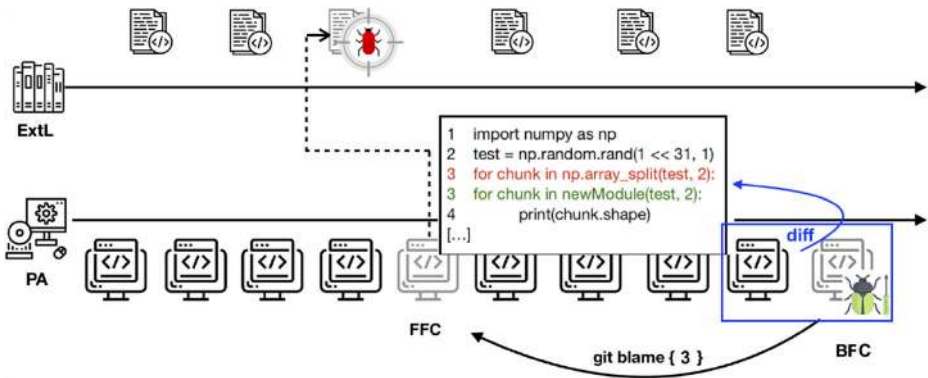 </> </> </> </> </> </>
ExtL
1 import numpy as np
2 test = np.random.rand(1 << 31, 1)
3 for chunk in np.array_split(test, 2):
3 for chunk in newModule(test, 2):
4 print(chunk.shape)
[...]
diff
PA
</> </> </> </> </> </> </> </> </> </>
FFC
BFC
git blame { 3 }